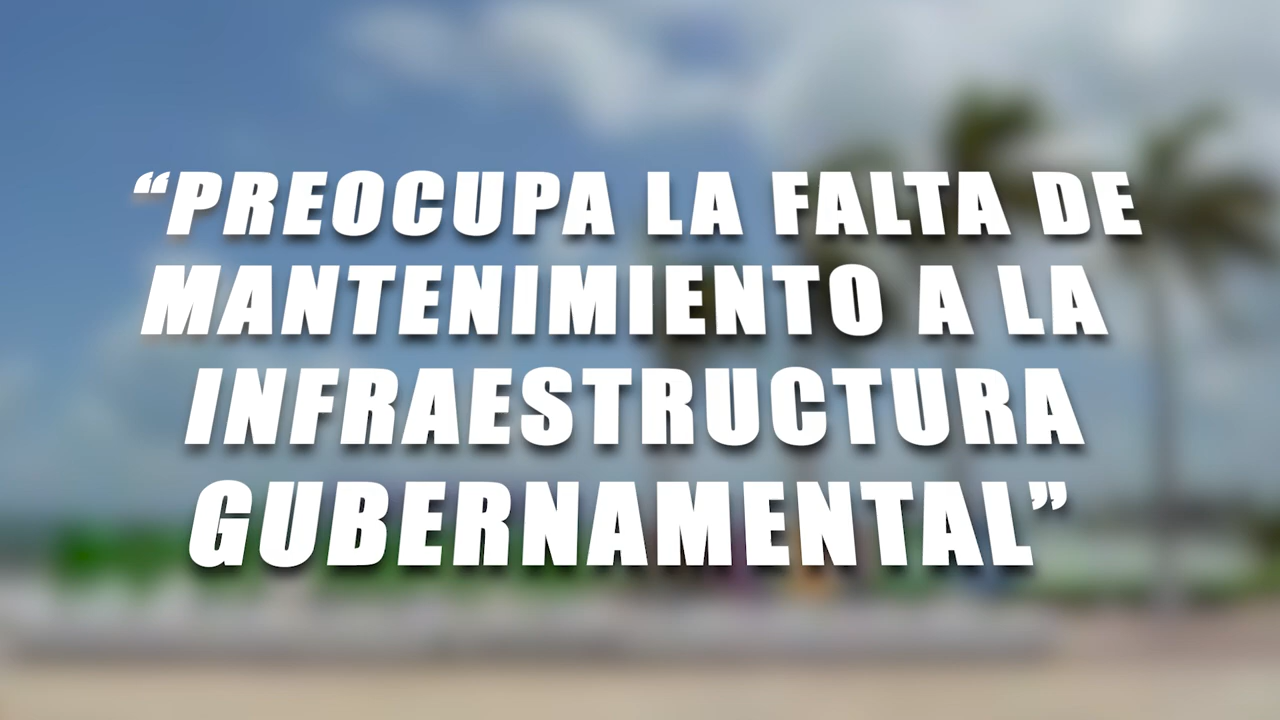 “PREOCUPA LA FALTA DE
MANTENIMIENTO A LA
INFRAESTRUCTURA
GUBERNAMENTAL”